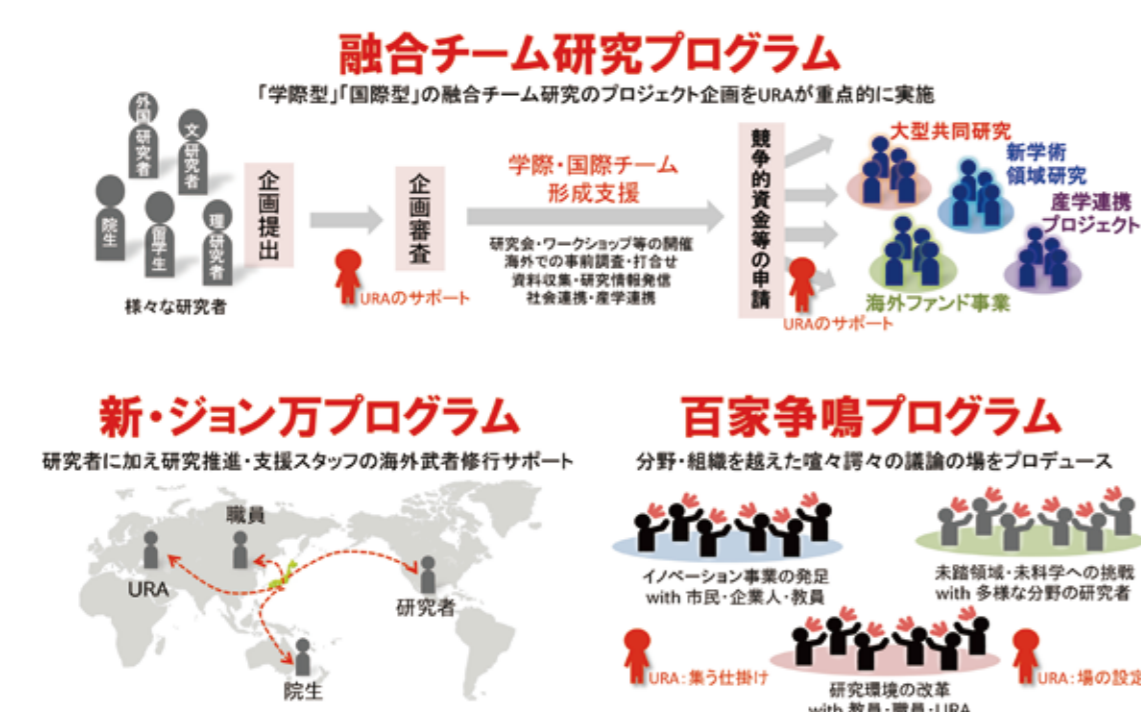 融合チーム研究プログラム
「学際型」「国際型」の融合チーム研究のプロジェクト企画をURAが重点的に実施
外国研究者
文研究者
院生
留学生
理研究者
様々な研究者
企画提出
URAのサポート
企画審査
学際・国際チーム
形成支援
研究会・ワークショップ等の開催
海外での事前調査・打合せ
資料収集・研究情報発信
社会連携・産学連携
競争的資金等の申請
URAのサポート
大型共同研究
新学術
領域研究
産学連携
プロジェクト
海外ファンド事業
新・ジョン万プログラム
研究者に加え研究推進・支援スタッフの海外武者修行サポート
職員
URA
研究者
院生
百家争鳴プログラム
分野・組織を越えた喧々諤々の議論の場をプロデュース
イノベーション事業の発足
with 市民・企業人・教員
未踏領域・未科学への挑戦
with 多様な分野の研究者
URA：集う仕掛け
研究環境の改革
with 教員・職員・URA
URA：場の設定